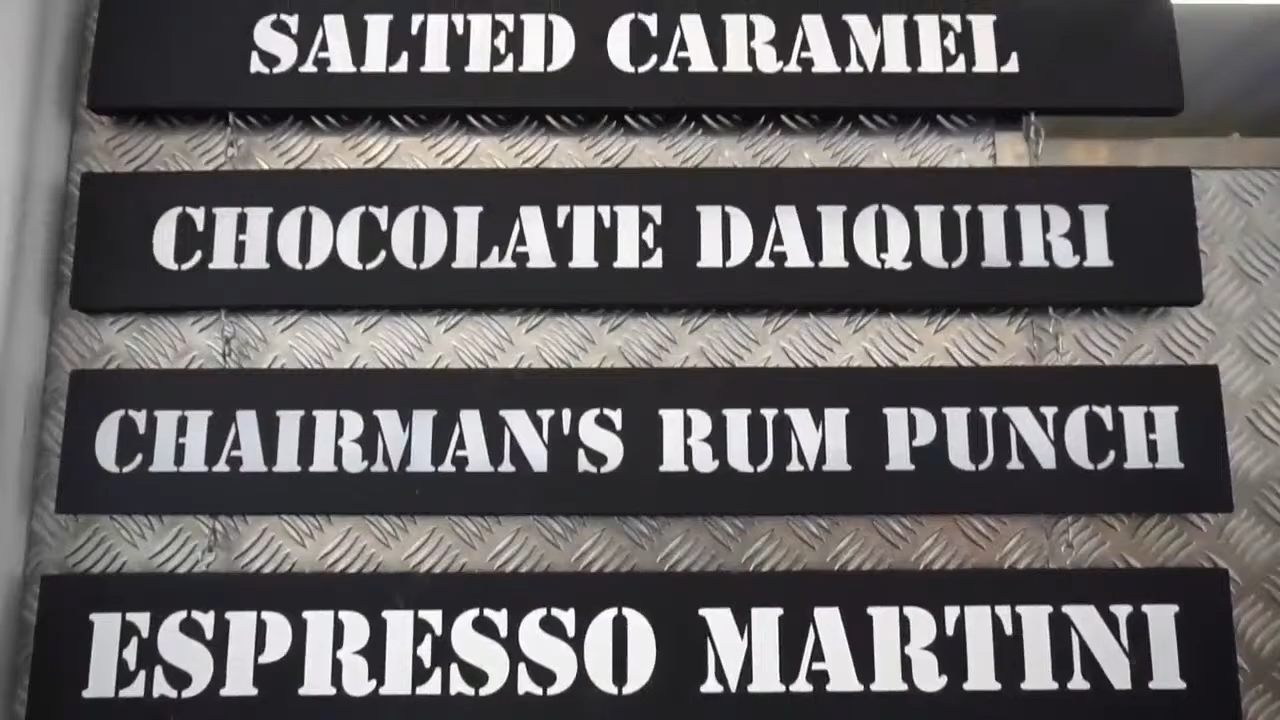 SALTED CARAMEL
CHOCOLATE DAIQUIRI
CHAIRMAN'S RUM PUNCH
ESPRESSO MARTINI